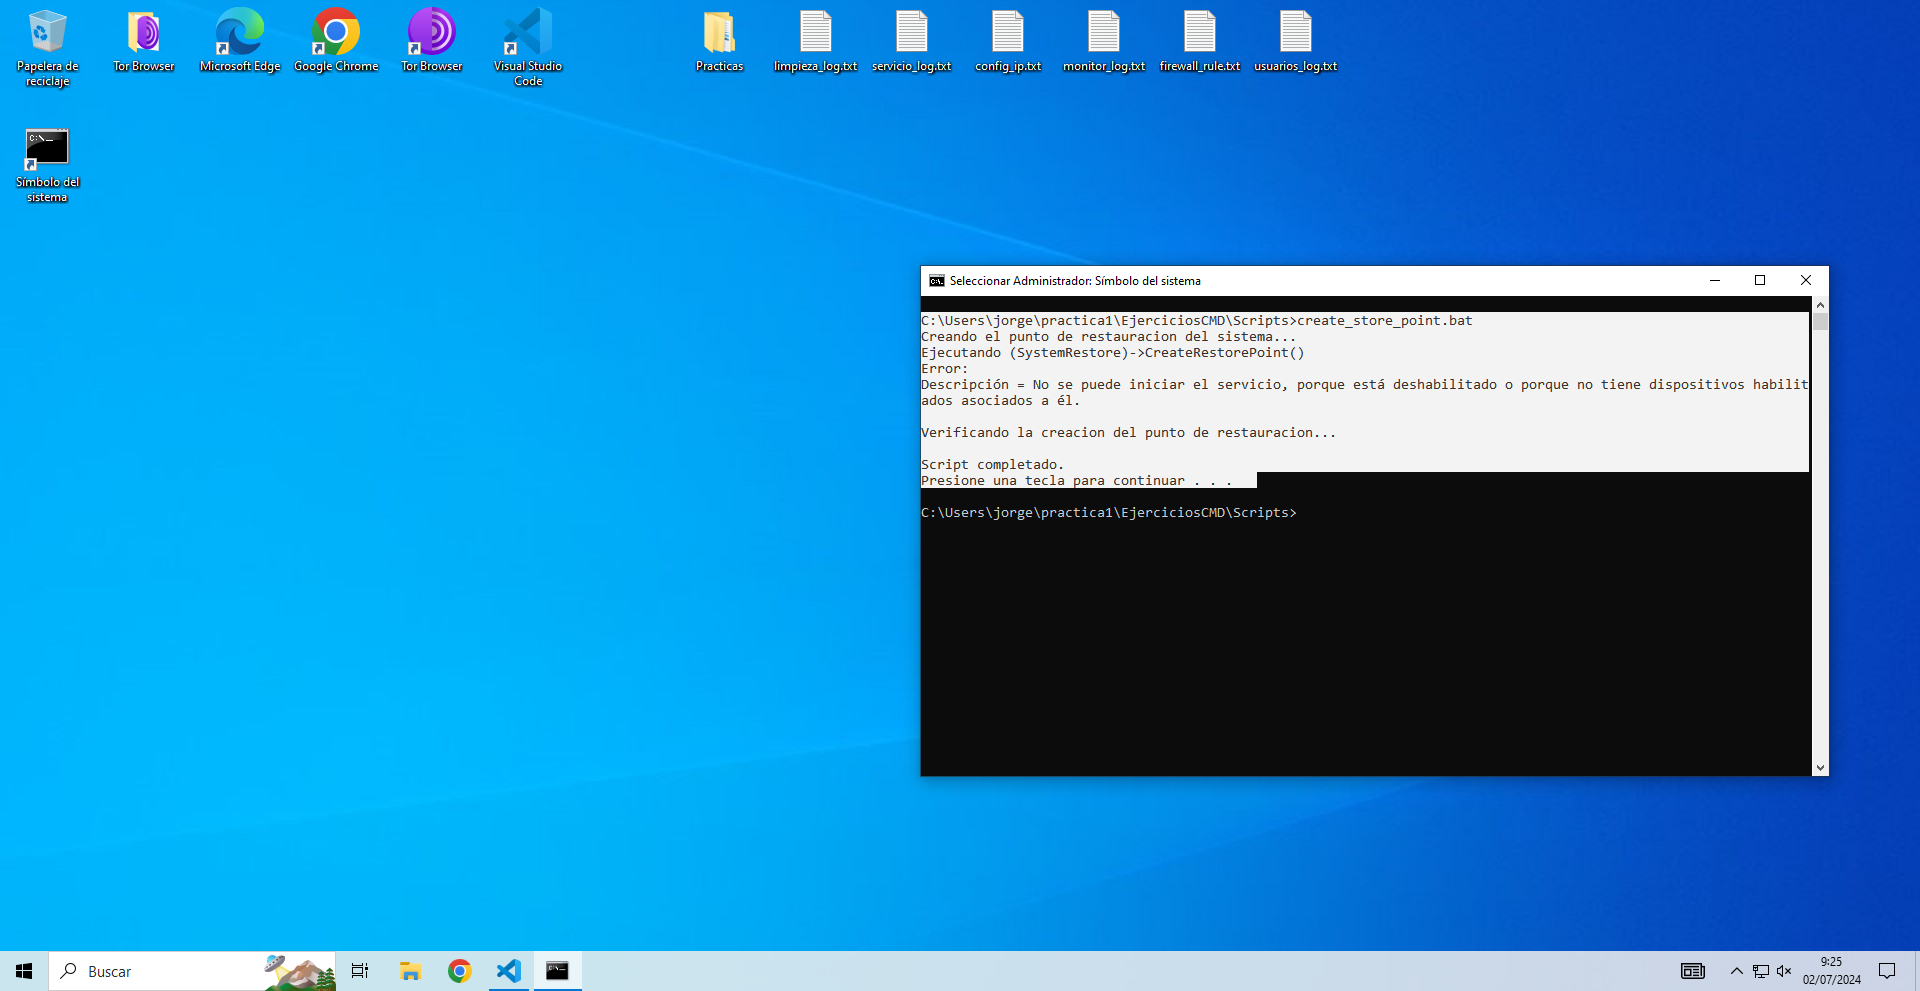 Papelera de
reciclaje
Tor Browser
Microsoft Edge
Google Chrome
Tor Browser
Visual Studio
Code
Practicas
limpieza_log.txt
servicio_log.txt
config_ip.txt
monitor_log.txt
firewall_rule.txt
usuarios_log.txt
C:\._
Símbolo del
sistema
Seleccionar Administrador: Símbolo del sistema
C:\Users\jorge\practica1\EjerciciosCMD\Scripts>create_store_point.bat
Creando el punto de restauracion del sistema...
Ejecutando (SystemRestore)->CreateRestorePoint()
Error:
Descripción = No se puede iniciar el servicio, porque está deshabilitado o porque no tiene dispositivos habilit
ados asociados a él.
Verificando la creacion del punto de restauracion...
Script completado.
Presione una tecla para continuar . . .
C:\Users\jorge\practica1\EjerciciosCMD\Scripts>
Buscar
9:25
02/07/2024